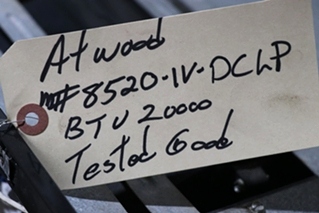 Atwood
m# 8520-IV-DCLP
BTU 20000
Tested Good